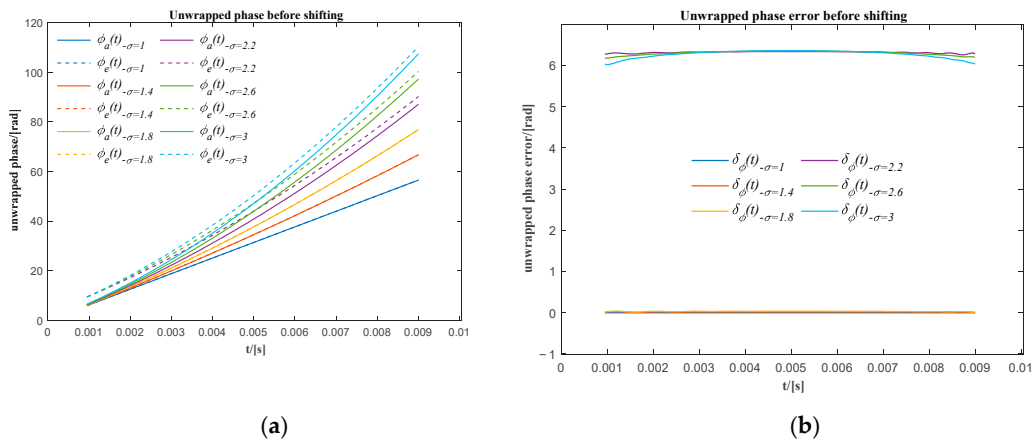 Unwrapped phase before shifting
unwrapped phase/[rad]
120
100
80
60
40
20
0
ϕₐ(t)₋σ₌₁
ϕₑ(t)₋σ₌₁
ϕₐ(t)₋σ₌₁.₄
ϕₑ(t)₋σ₌₁.₄
ϕₐ(t)₋σ₌₁.₈
ϕₑ(t)₋σ₌₁.₈
ϕₐ(t)₋σ₌₂.₂
ϕₑ(t)₋σ₌₂.₂
ϕₐ(t)₋σ₌₂.₆
ϕₑ(t)₋σ₌₂.₆
ϕₐ(t)₋σ₌₃
ϕₑ(t)₋σ₌₃
0 0.001 0.002 0.003 0.004 0.005 0.006 0.007 0.008 0.009 0.01
t/[s]
(a)
Unwrapped phase error before shifting
unwrapped phase error/[rad]
6
5
4
3
2
1
0
−1
δ_ϕ(t)₋σ₌₁
δ_ϕ(t)₋σ₌₁.₄
δ_ϕ(t)₋σ₌₁.₈
δ_ϕ(t)₋σ₌₂.₂
δ_ϕ(t)₋σ₌₂.₆
δ_ϕ(t)₋σ₌₃
0 0.001 0.002 0.003 0.004 0.005 0.006 0.007 0.008 0.009 0.01
t/[s]
(b)